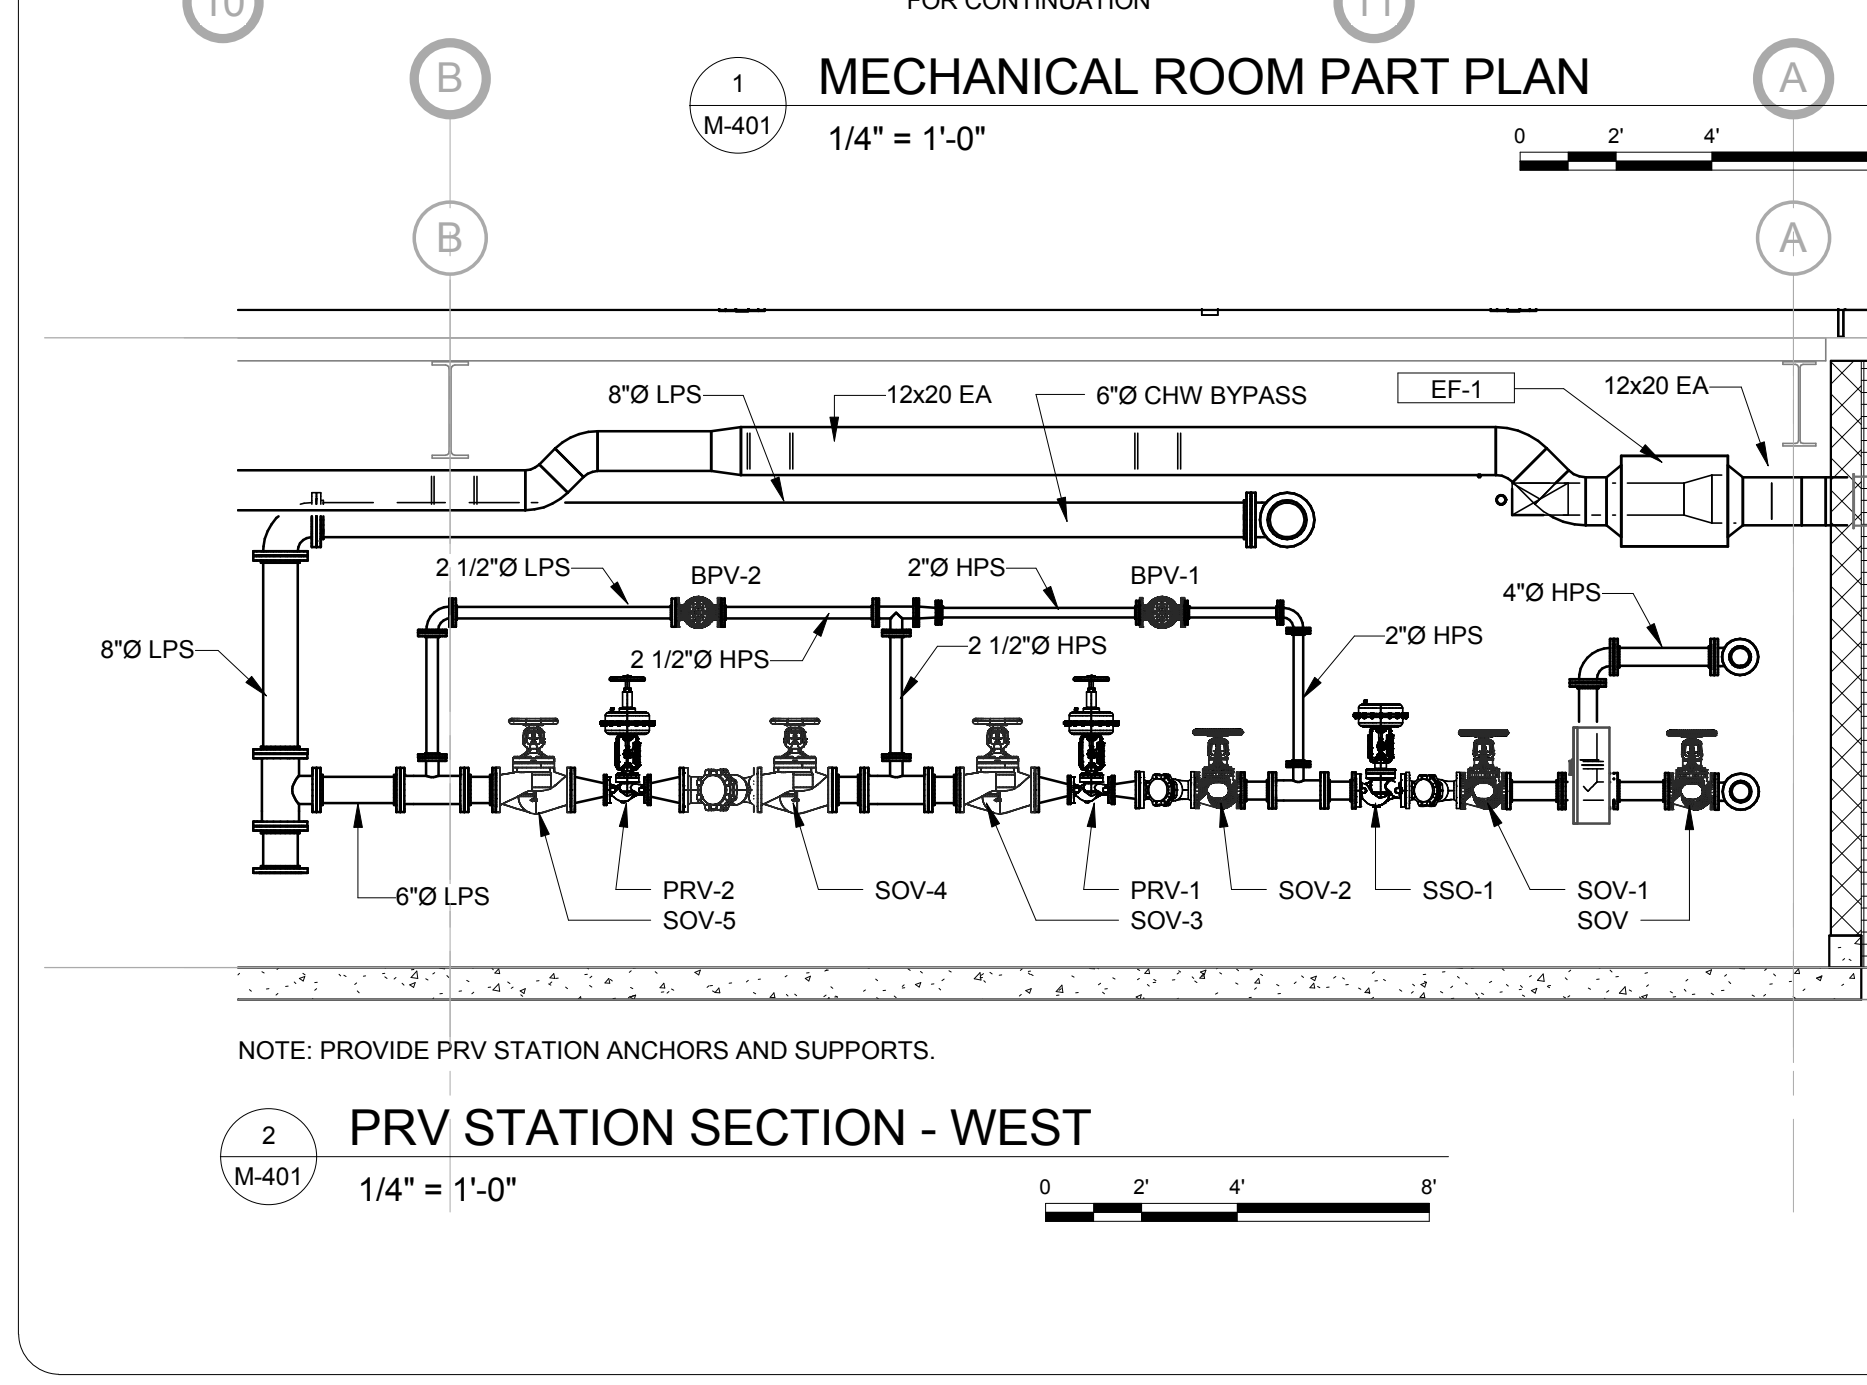 10
FOR CONTINUATION
11
B
1
M-401
MECHANICAL ROOM PART PLAN
1/4" = 1'-0"
A
0 2' 4'
B
A
8"Ø LPS
12x20 EA
6"Ø CHW BYPASS
EF-1
12x20 EA
2 1/2"Ø LPS
BPV-2
2"Ø HPS
BPV-1
4"Ø HPS
8"Ø LPS
2 1/2"Ø HPS
2 1/2"Ø HPS
2"Ø HPS
6"Ø LPS
PRV-2
SOV-5
SOV-4
PRV-1
SOV-3
SOV-2
SSO-1
SOV-1
SOV
NOTE: PROVIDE PRV STATION ANCHORS AND SUPPORTS.
2
M-401
PRV STATION SECTION - WEST
1/4" = 1'-0"
0 2' 4' 8'